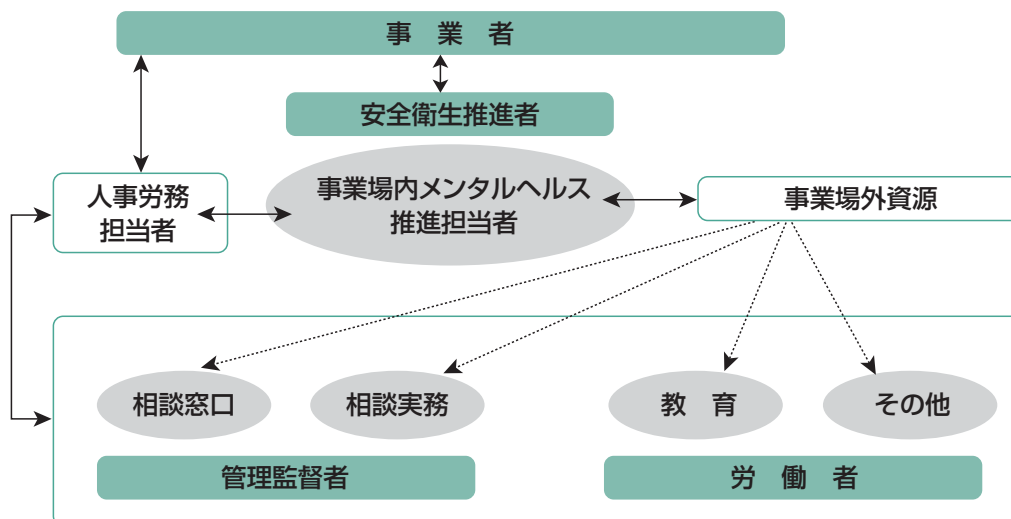 事 業 者
安全衛生推進者
人事労務
担当者
事業場内メンタルヘルス
推進担当者
事業場外資源
相談窓口
相談実務
教 育
その他
管理監督者
労 働 者